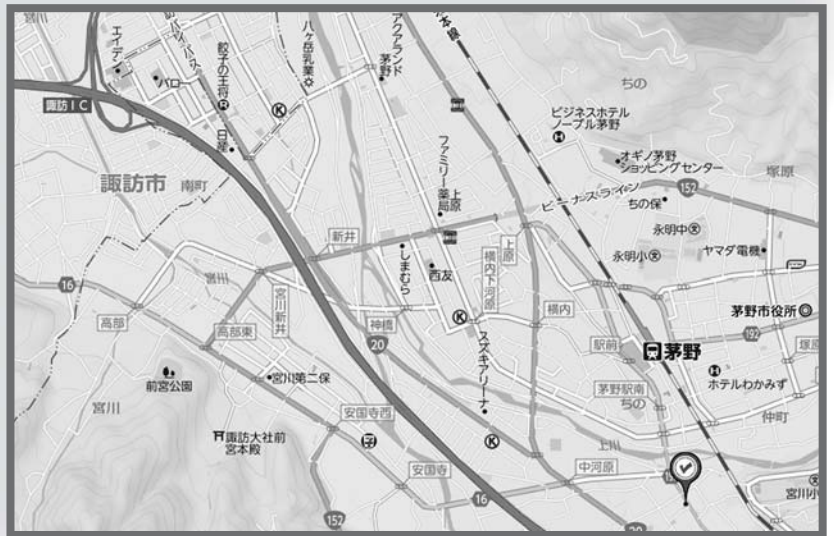 宮川
エイデン
バロー
町バイパス
餃子の王将
日産
八ヶ岳乳業
アクアランド
茅野
本線
ちの
諏訪IC
諏訪市
南町
ビジネスホテル
ノーブル茅野
オギノ茅野
ショッピングセンター
塚原
152
ビーナスライン
ちの保
永明中
永明小
ヤマダ電機
茅野市役所
192
ファミリー薬局
上原
上原
新井
しまむら
西友
横内下河原
横内
宮川
16
高部
高部東
宮川新井
神橋
20
スズキアリーナ
駅前
茅野
茅野駅南
ちの
ホテルわかみず
仲町
前宮公園
宮川第二保
宮川
諏訪大社前
宮本殿
安国寺西
安国寺
上川
中河原
16
152
20
宮川小